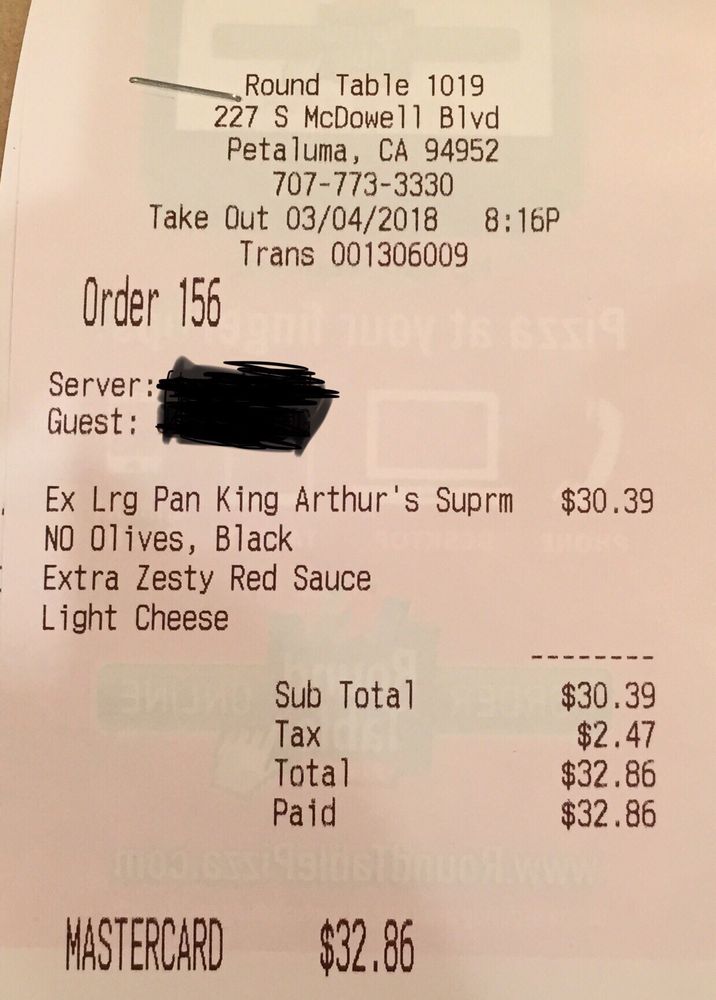 Round Table 1019
227 S McDowell Blvd
Petaluma, CA 94952
707-773-3330
Take Out 03/04/2018 8:16P
Trans 001306009
Order 156
Server:
Guest:
Ex Lrg Pan King Arthur's Suprm $30.39
NO Olives, Black
Extra Zesty Red Sauce
Light Cheese
--------
Sub Total $30.39
Tax $2.47
Total $32.86
Paid $32.86
www.RoundTablePizza.com
MASTERCARD $32.86